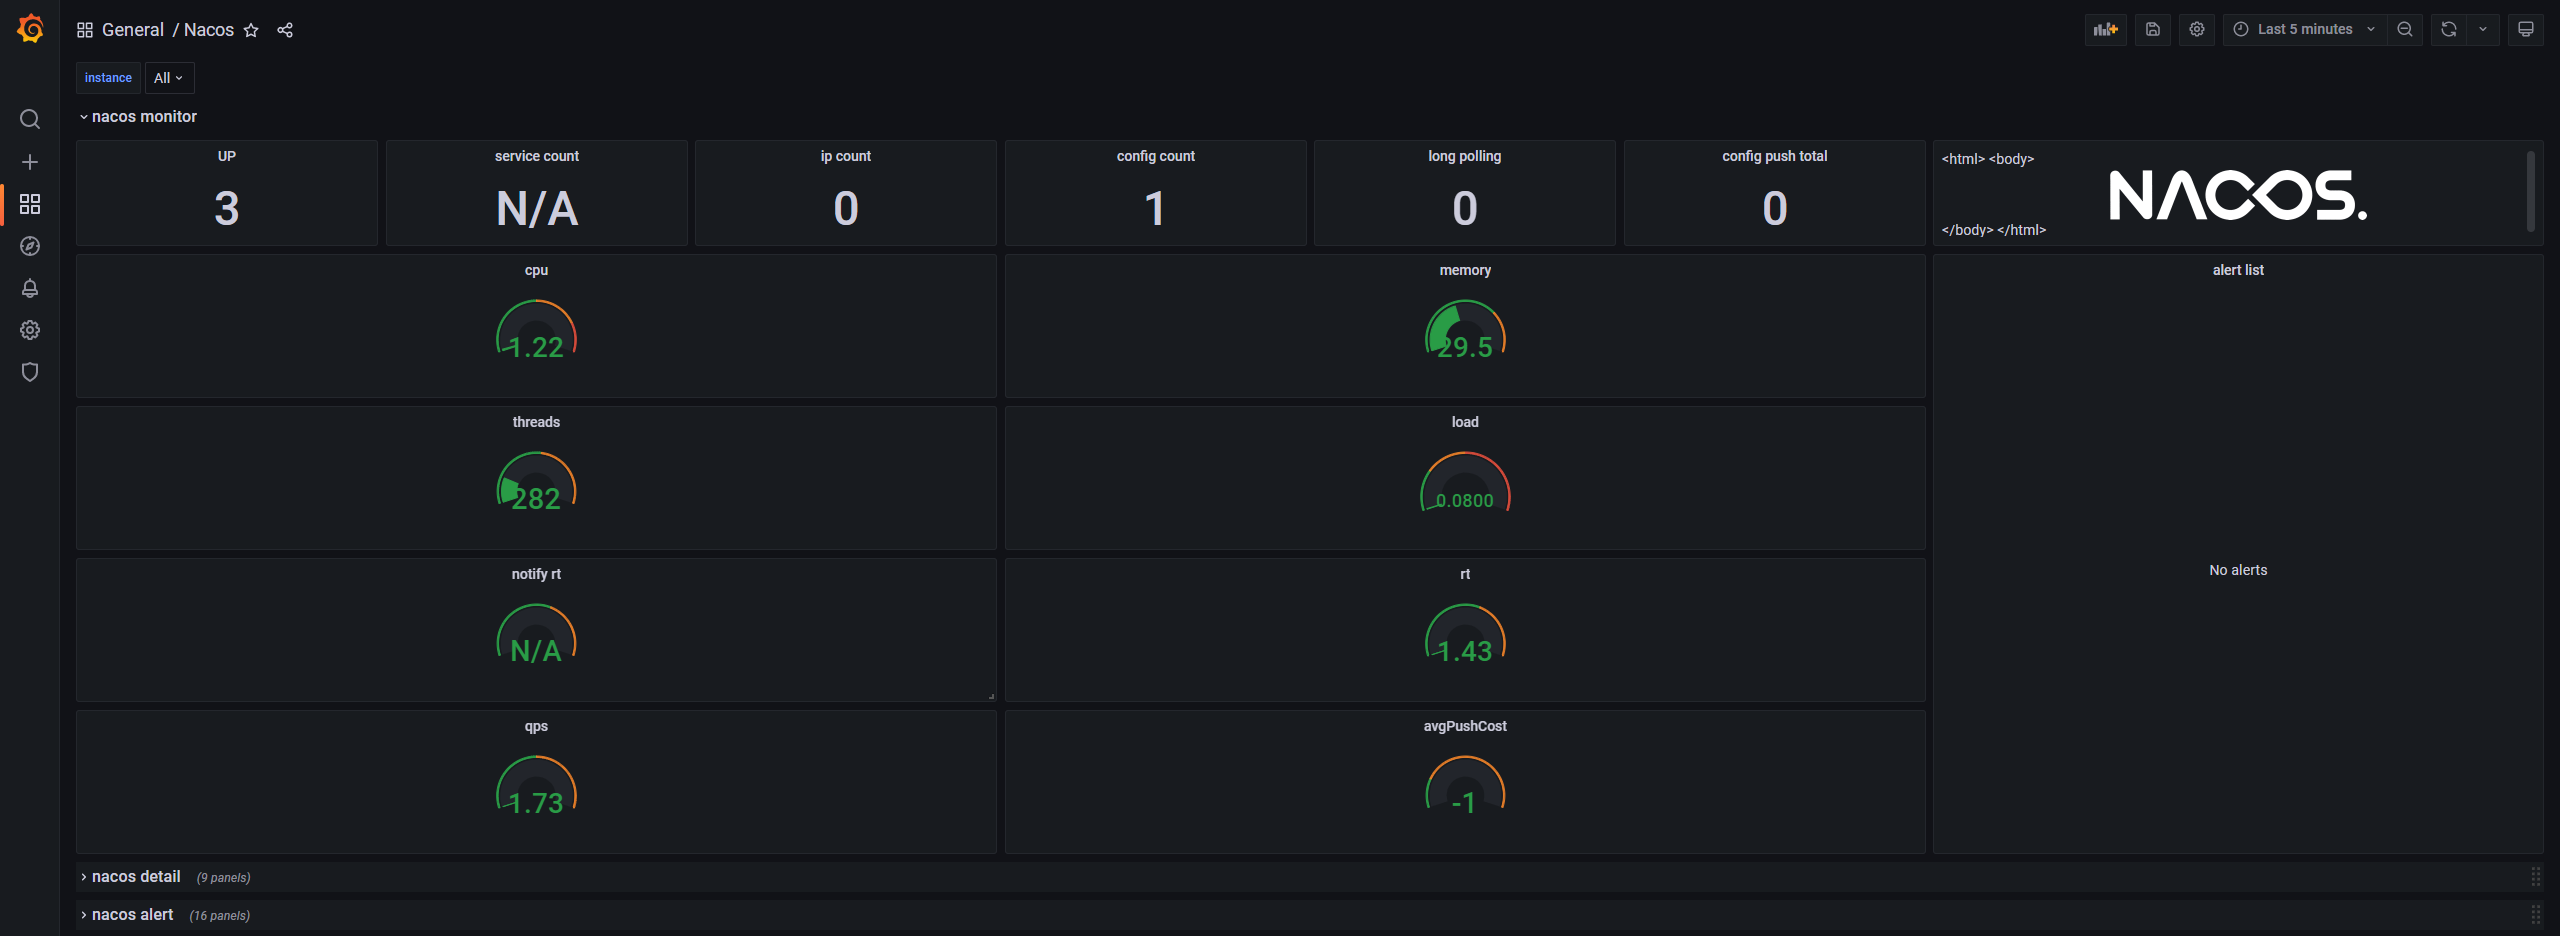 General / Nacos
Last 5 minutes
instance
All
nacos monitor
UP
3
service count
N/A
ip count
0
config count
1
long polling
0
config push total
0
<html> <body>
NACOS.
</body> </html>
cpu
1.22
memory
29.5
alert list
No alerts
threads
282
load
0.0800
notify rt
N/A
rt
1.43
qps
1.73
avgPushCost
-1
nacos detail (9 panels)
nacos alert (16 panels)